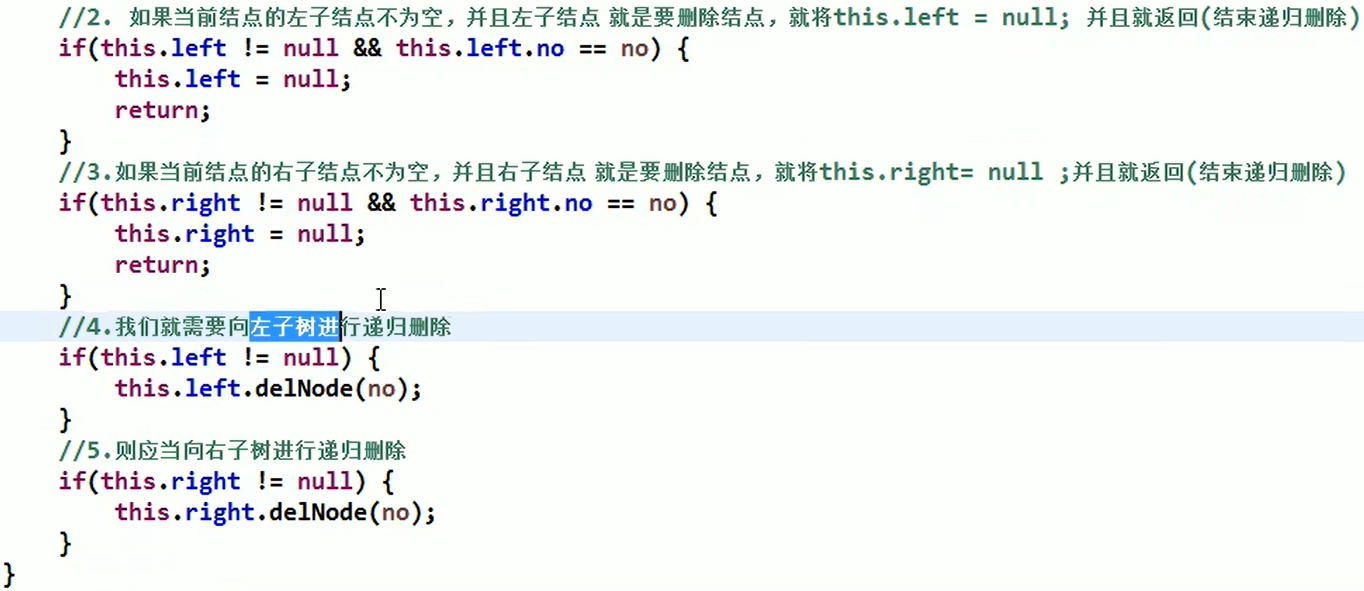 //2. 如果当前结点的左子结点不为空，并且左子结点 就是要删除结点，就将this.left = null; 并且就返回(结束递归删除)
if(this.left != null && this.left.no == no) {
this.left = null;
return;
}
//3.如果当前结点的右子结点不为空，并且右子结点 就是要删除结点，就将this.right= null ;并且就返回(结束递归删除)
if(this.right != null && this.right.no == no) {
this.right = null;
return;
}
//4.我们就需要向左子树进行递归删除
if(this.left != null) {
this.left.delNode(no);
}
//5.则应当向右子树进行递归删除
if(this.right != null) {
this.right.delNode(no);
}
}